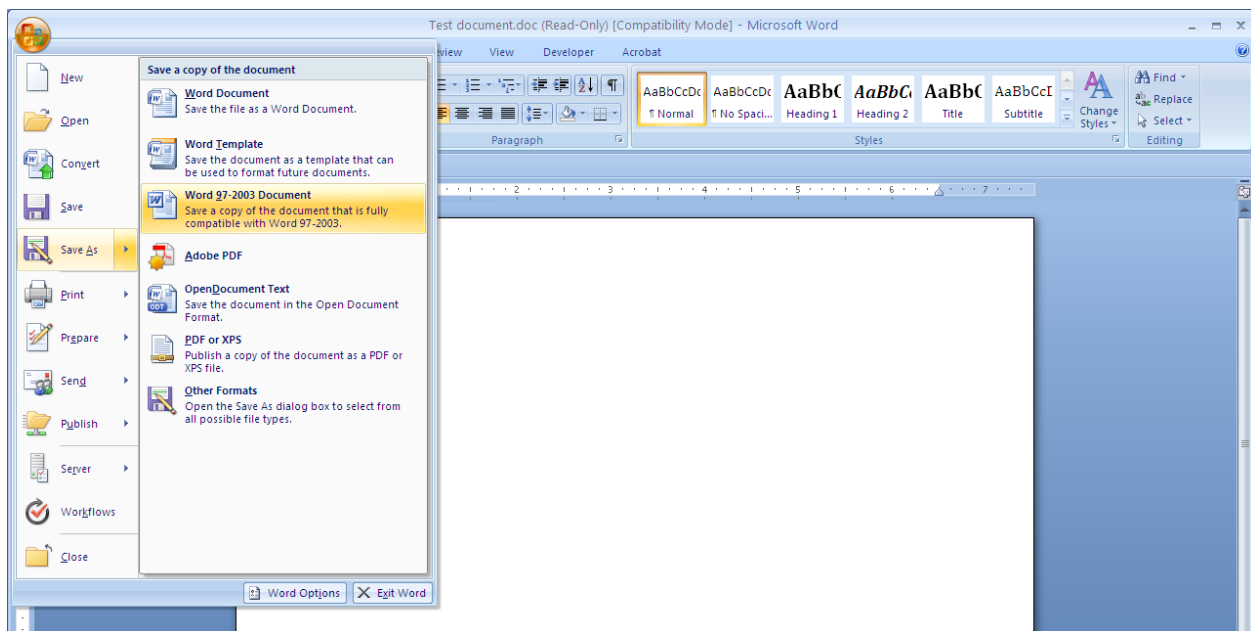 Test document.doc (Read-Only) [Compatibility Mode] - Microsoft Word
view View Developer Acrobat
New
Open
Convert
Save
Save As
Print
Prepare
Send
Publish
Server
Workflows
Close
Save a copy of the document
Word Document
Save the file as a Word Document.
Word Template
Save the document as a template that can
be used to format future documents.
Word 97-2003 Document
Save a copy of the document that is fully
compatible with Word 97-2003.
Adobe PDF
OpenDocument Text
Save the document in the Open Document
Format.
PDF or XPS
Publish a copy of the document as a PDF or
XPS file.
Other Formats
Open the Save As dialog box to select from
all possible file types.
Word Options Exit Word
Paragraph
AaBbCcDc AaBbCcDc AaBbC AaBbC AaBbC AaBbCcI
¶ Normal ¶ No Spaci... Heading 1 Heading 2 Title Subtitle
Change
Styles
Styles
Find
Replace
Select
Editing
2 3 4 5 6 7